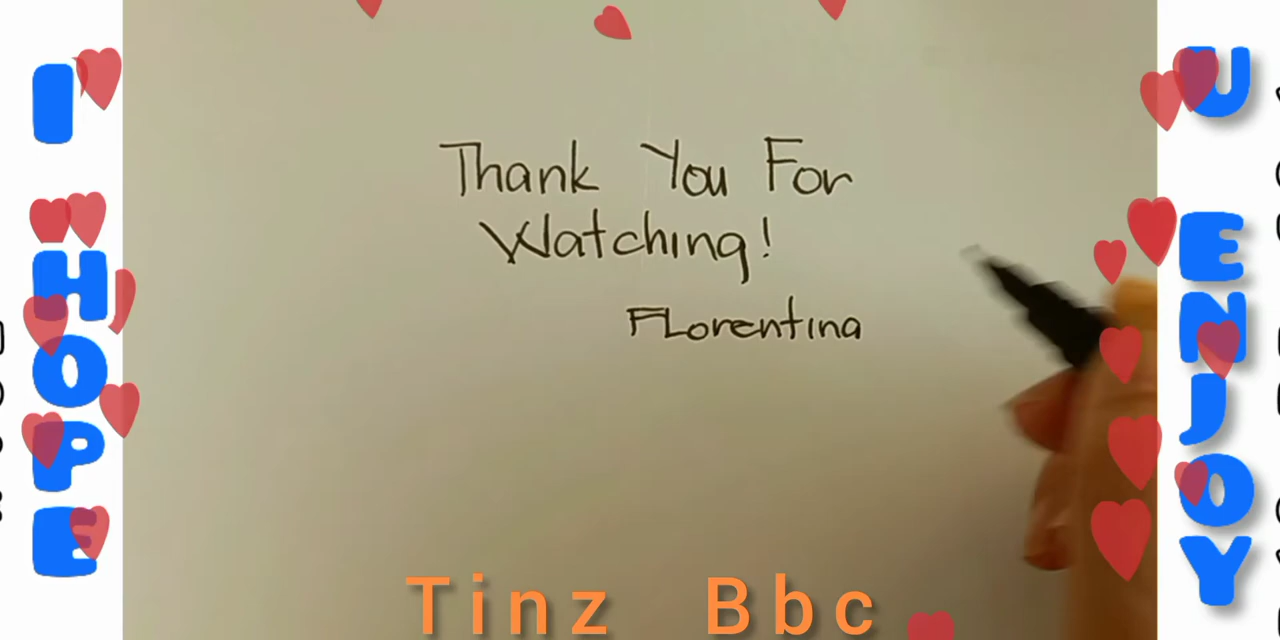 I HOPE
Thank You For
Watching!
FLorentina
U ENJOY
Tinz Bbc